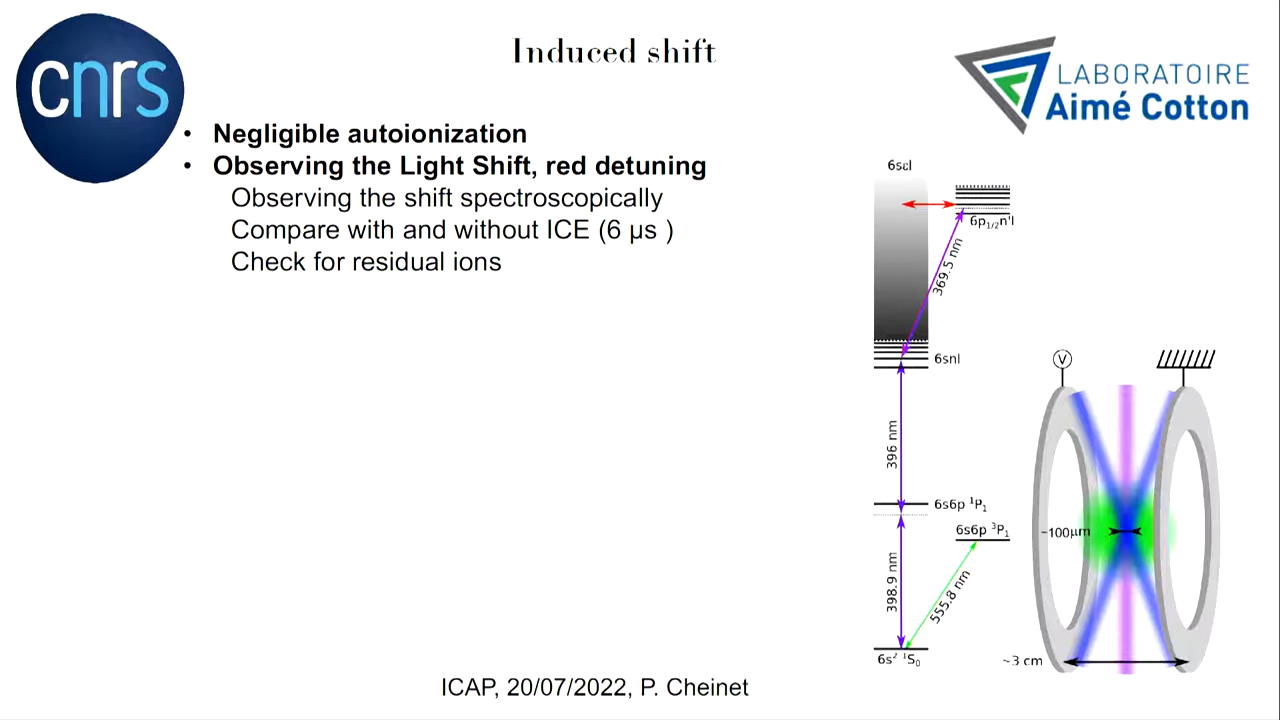 cnrs
Induced shift
LABORATOIRE
Aimé Cotton
• Negligible autoionization
• Observing the Light Shift, red detuning
Observing the shift spectroscopically
Compare with and without ICE (6 µs )
Check for residual ions
6sεl
6p1/2n'l
369.5 nm
6snl
V
396 nm
6s6p ¹P₁
6s6p ³P₁
~100µm
398.9 nm
555.8 nm
6s² ¹S₀
~3 cm
ICAP, 20/07/2022, P. Cheinet